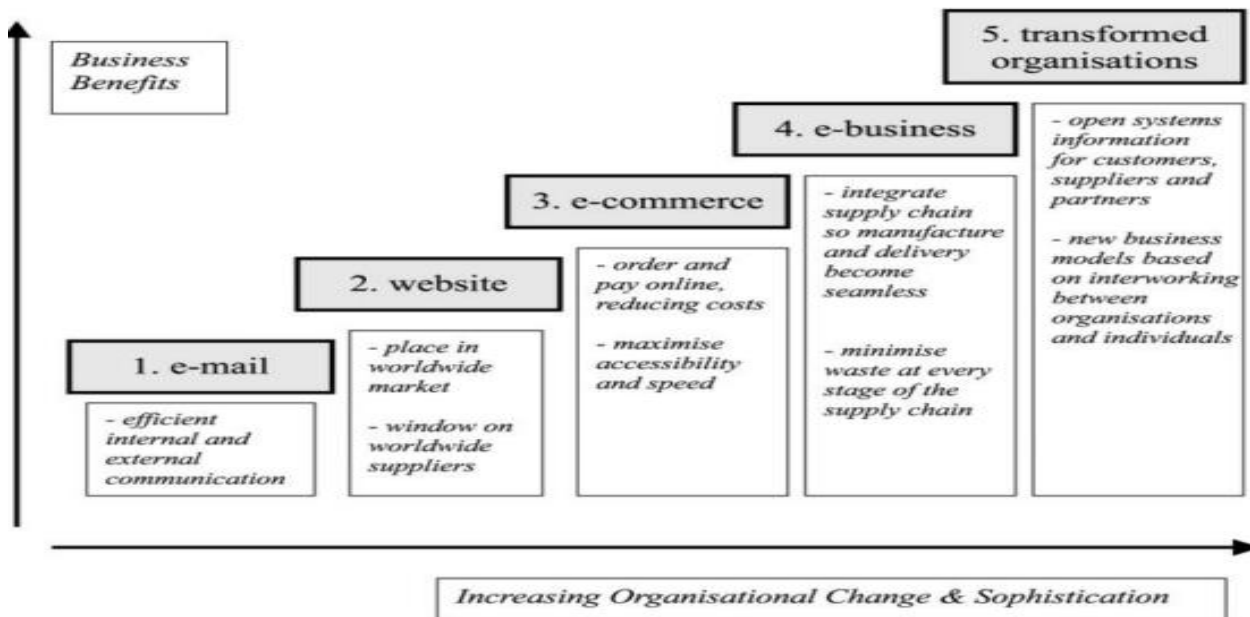 Business
Benefits
1. e-mail
- efficient
internal and
external
communication
2. website
- place in
worldwide
market
- window on
worldwide
suppliers
3. e-commerce
- order and
pay online,
reducing costs
- maximise
accessibility
and speed
4. e-business
- integrate
supply chain
so manufacture
and delivery
become
seamless
- minimise
waste at every
stage of the
supply chain
5. transformed
organisations
- open systems
information
for customers,
suppliers and
partners
- new business
models based
on interworking
between
organisations
and individuals
Increasing Organisational Change & Sophistication